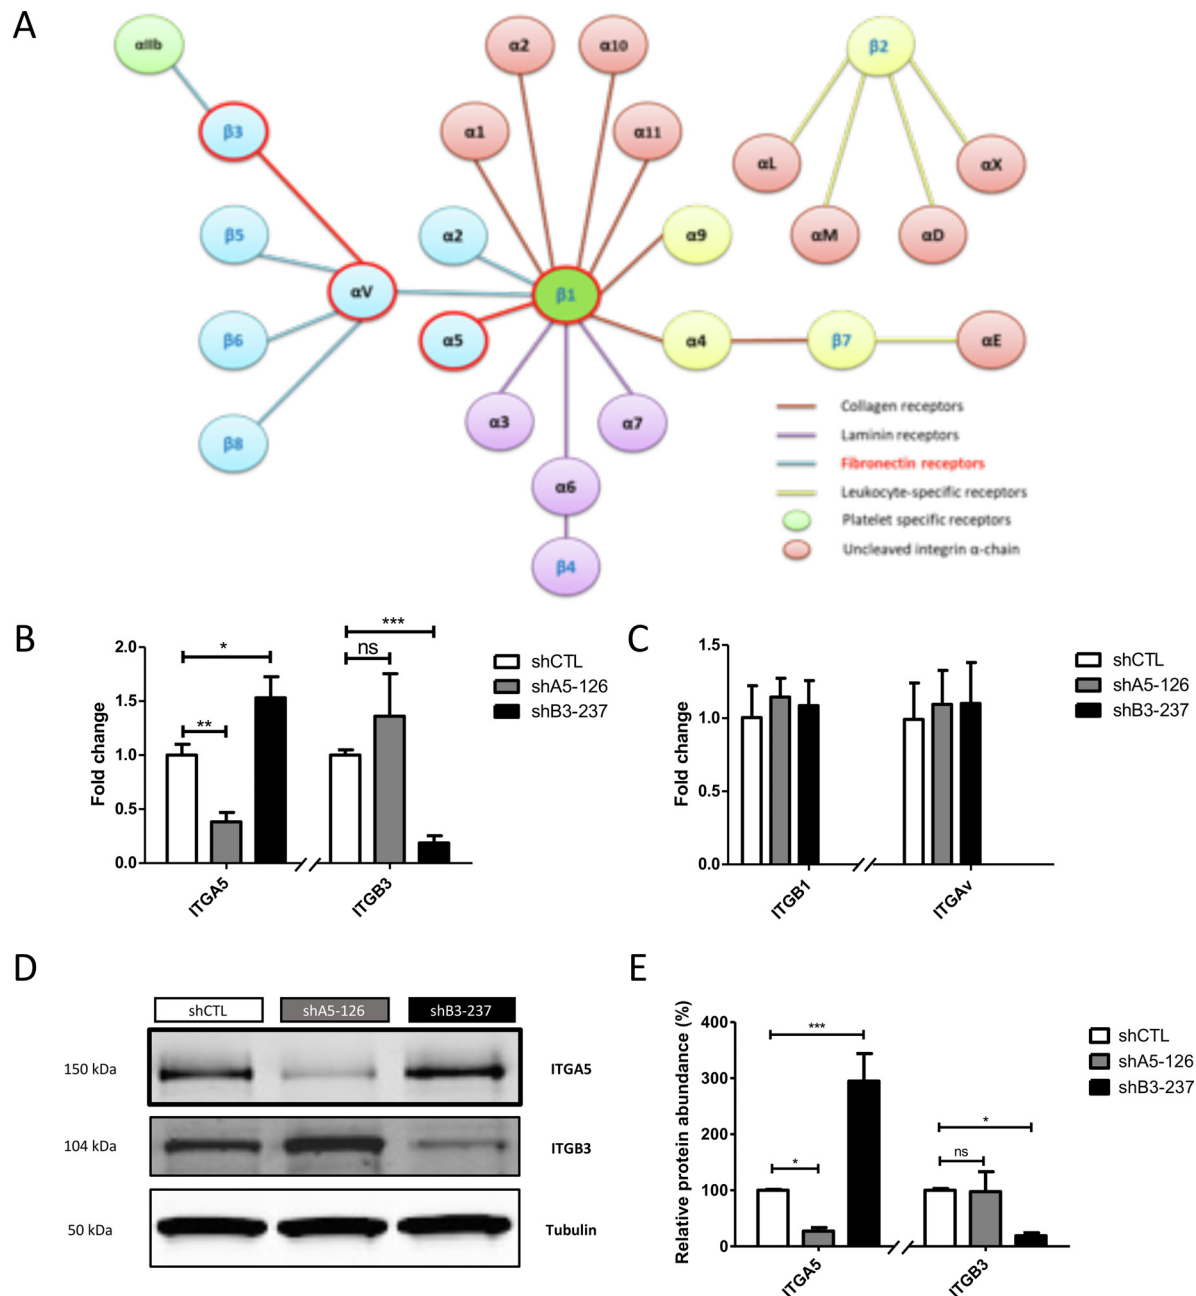 A
αIIb
α2
α10
β2
β3
α1
α11
αL
αX
β5
α2
α9
αM
αD
αV
β1
β6
α5
α4
β7
αE
β8
α3
α7
α6
β4
Collagen receptors
Laminin receptors
Fibronectin receptors
Leukocyte-specific receptors
Platelet specific receptors
Uncleaved integrin α-chain
B
Fold change
2.0
1.5
1.0
0.5
0.0
*
**
ns
***
ITGA5
ITGB3
shCTL
shA5-126
shB3-237
C
Fold change
1.5
1.0
0.5
0.0
ITGB1
ITGAv
shCTL
shA5-126
shB3-237
D
shCTL shA5-126 shB3-237
150 kDa ITGA5
104 kDa ITGB3
50 kDa Tubulin
E
Relative protein abundance (%)
400
300
200
100
0
***
*
*
ns
ITGA5
ITGB3
shCTL
shA5-126
shB3-237